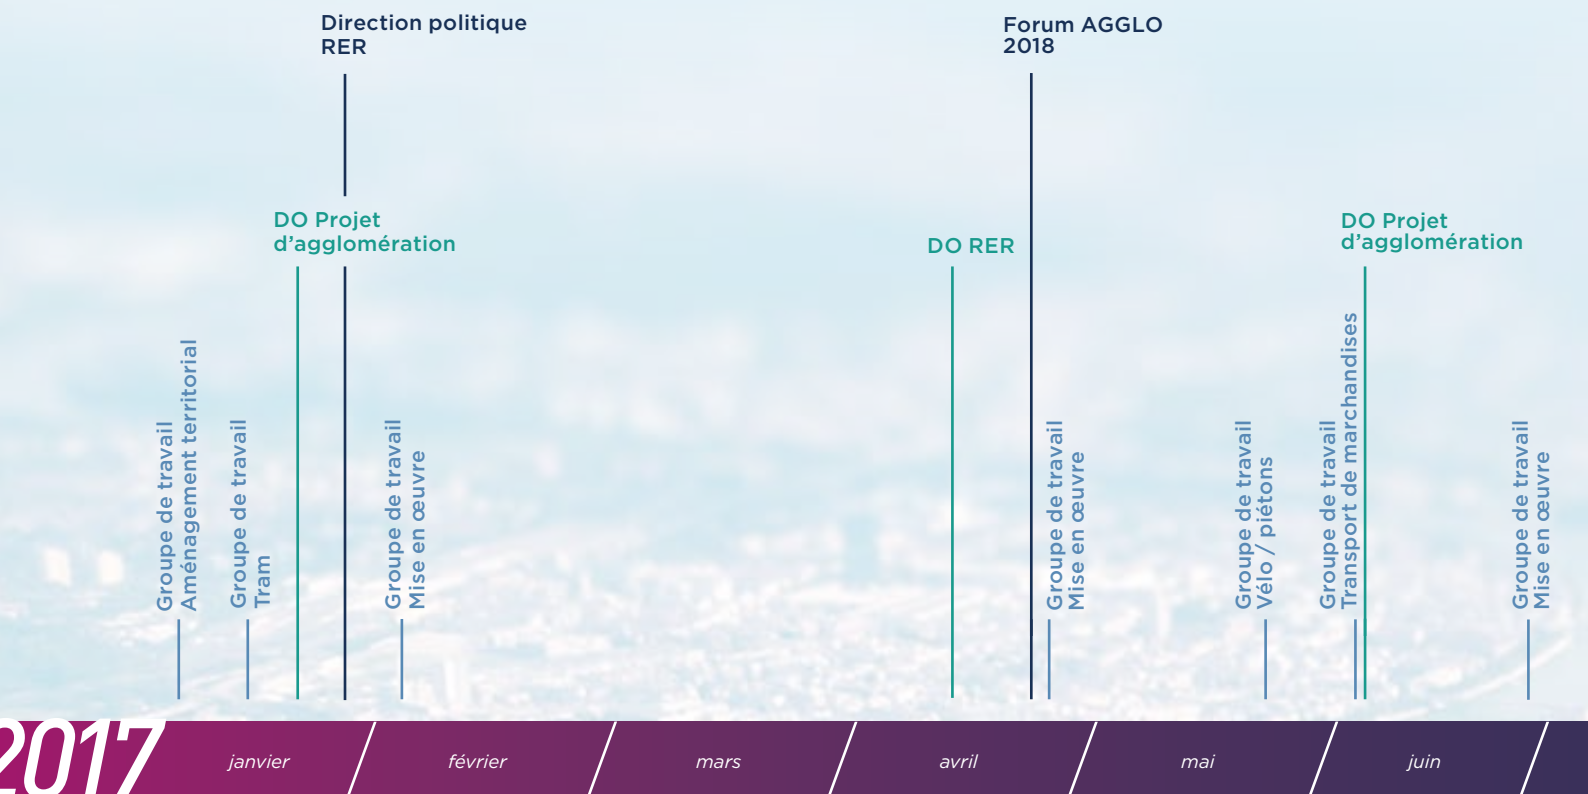 Direction politique
RER
Forum AGGLO
2018
DO Projet
d’agglomération
DO RER
DO Projet
d’agglomération
Groupe de travail
Aménagement territorial
Groupe de travail
Tram
Groupe de travail
Mise en œuvre
Groupe de travail
Mise en œuvre
Groupe de travail
Vélo / piétons
Groupe de travail
Transport de marchandises
Groupe de travail
Mise en œuvre
2017
janvier
février
mars
avril
mai
juin